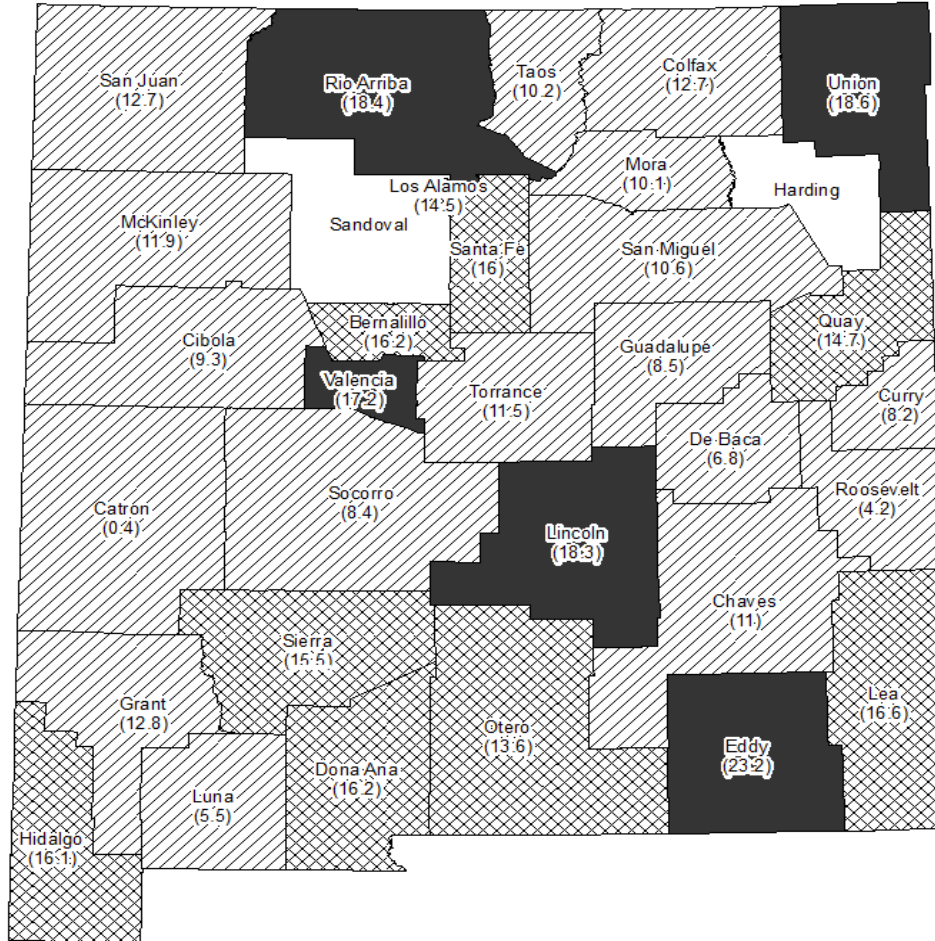 San Juan
(12.7)
Rio Arriba
(18.4)
Taos
(10.2)
Colfax
(12.7)
Union
(18.6)
Mora
(10.1)
Los Alamos
(14.5)
Harding
McKinley
(11.9)
Sandoval
Santa Fe
(16)
San Miguel
(10.6)
Bernalillo
(16.2)
Quay
(14.7)
Cibola
(9.3)
Guadalupe
(8.5)
Valencia
(17.2)
Torrance
(11.5)
Curry
(8.2)
De Baca
(6.8)
Roosevelt
(4.2)
Catron
(0.4)
Socorro
(8.4)
Lincoln
(18.3)
Chaves
(11)
Sierra
(15.5)
Grant
(12.8)
Lea
(16.6)
Otero
(13.6)
Eddy
(23.2)
Dona Ana
(16.2)
Luna
(5.5)
Hidalgo
(16.1)